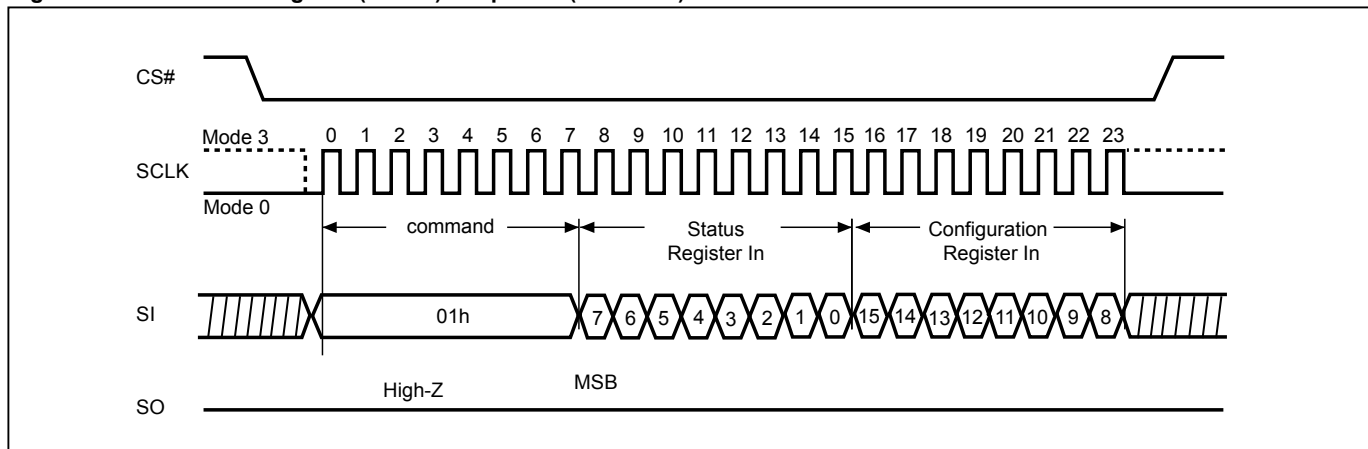 CS#
Mode 3
0 1 2 3 4 5 6 7 8 9 10 11 12 13 14 15 16 17 18 19 20 21 22 23
SCLK
Mode 0
command
Status
Register In
Configuration
Register In
SI
01h
7 6 5 4 3 2 1 0 15 14 13 12 11 10 9 8
High-Z
MSB
SO